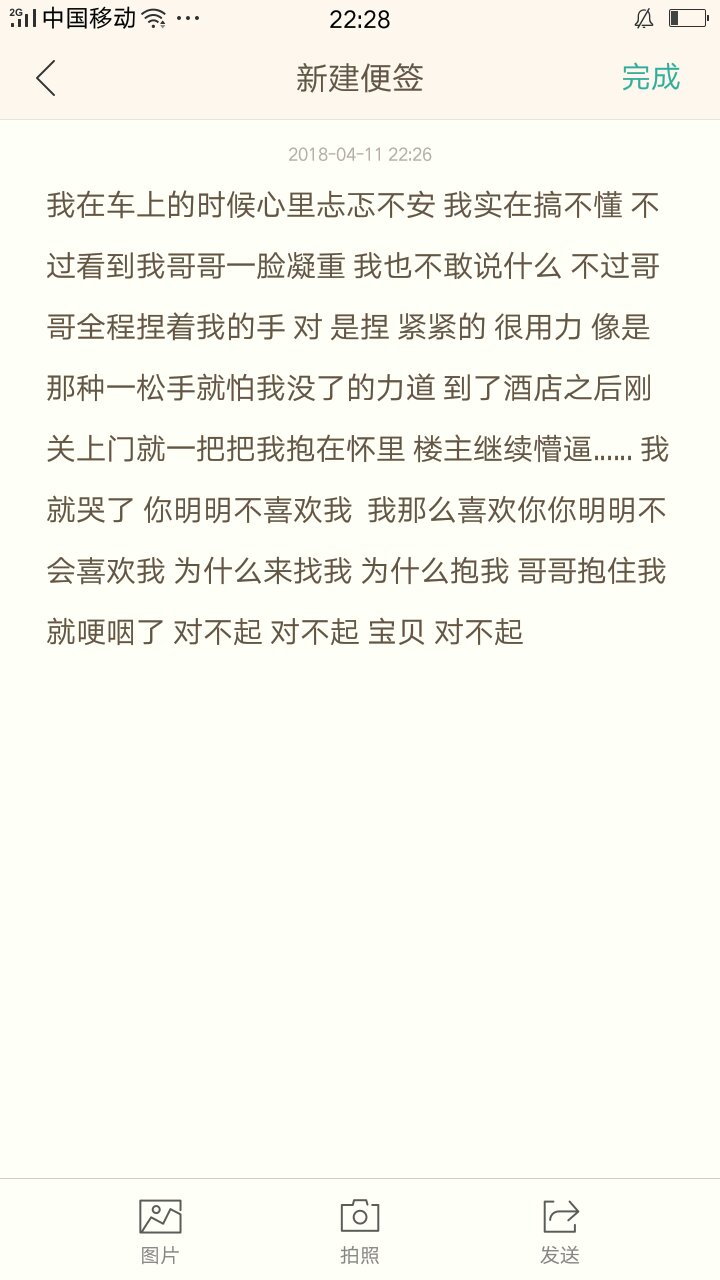 2G 中国移动 ... 22:28
新建便签 完成
2018-04-11 22:26
我在车上的时候心里忐忑不安 我实在搞不懂 不
过看到我哥哥一脸凝重 我也不敢说什么 不过哥
哥全程捏着我的手 对 是捏 紧紧的 很用力 像是
那种一松手就怕我没了的力道 到了酒店之后刚
关上门就一把把我抱在怀里 楼主继续懵逼...... 我
就哭了 你明明不喜欢我  我那么喜欢你你明明不
会喜欢我 为什么来找我 为什么抱我 哥哥抱住我
就哽咽了 对不起 对不起 宝贝 对不起
图片 拍照 发送